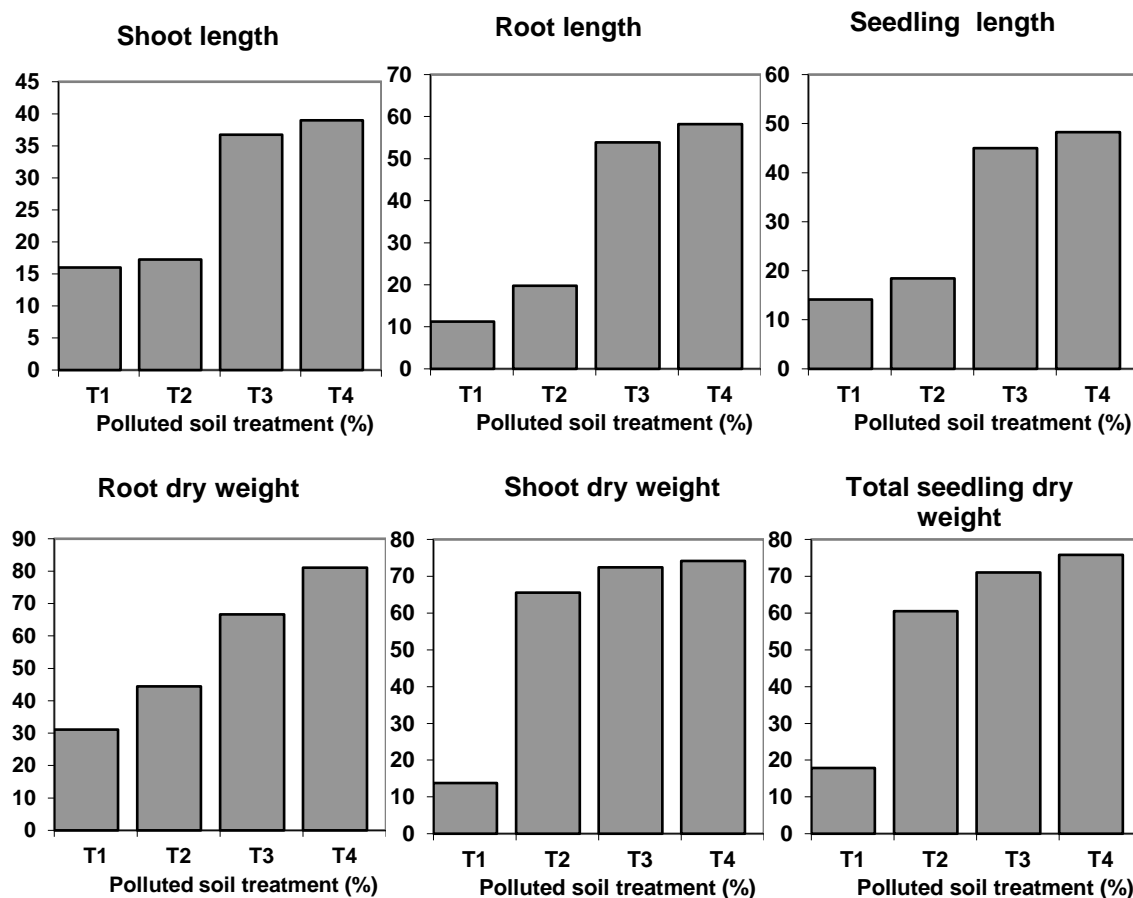 Shoot length
45
40
35
30
25
20
15
10
5
0
T1 T2 T3 T4
Polluted soil treatment (%)
Root length
70
60
50
40
30
20
10
0
T1 T2 T3 T4
Polluted soil treatment (%)
Seedling length
60
50
40
30
20
10
0
T1 T2 T3 T4
Polluted soil treatment (%)
Root dry weight
90
80
70
60
50
40
30
20
10
0
T1 T2 T3 T4
Polluted soil treatment (%)
Shoot dry weight
80
70
60
50
40
30
20
10
0
T1 T2 T3 T4
Polluted soil treatment (%)
Total seedling dry
weight
80
70
60
50
40
30
20
10
0
T1 T2 T3 T4
Polluted soil treatment (%)